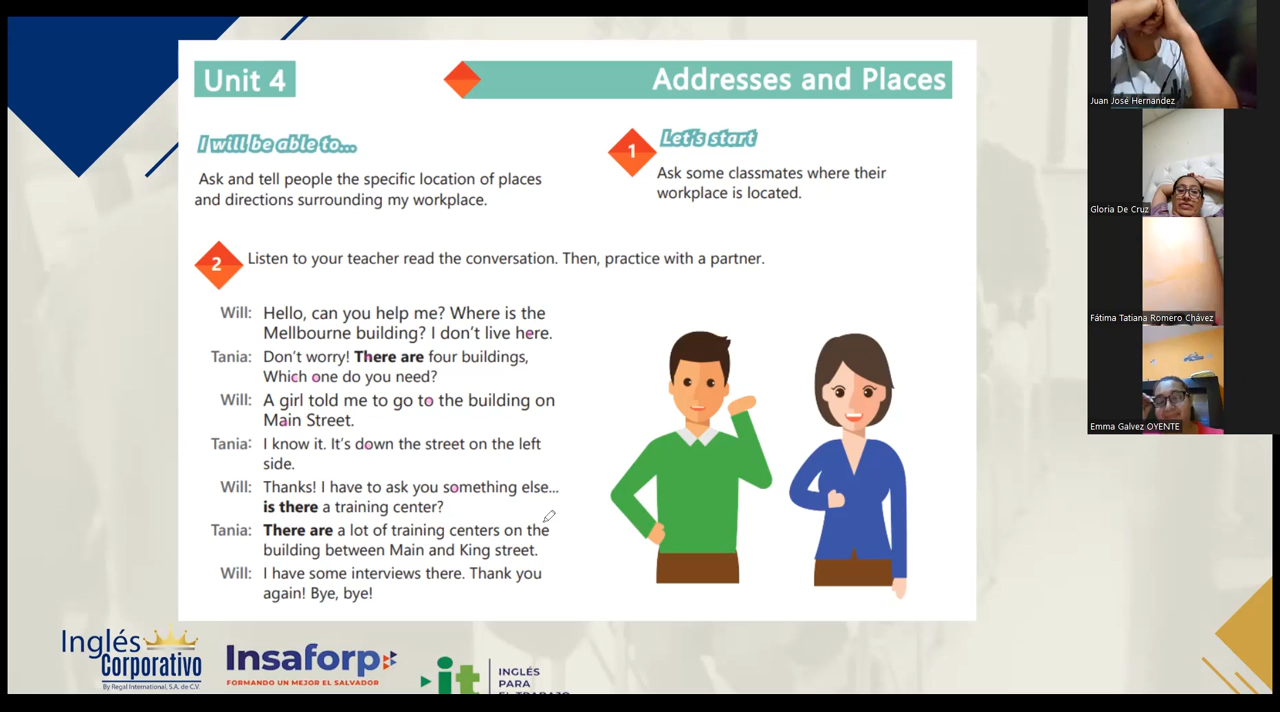 Unit 4
Addresses and Places
I will be able to...
Ask and tell people the specific location of places
and directions surrounding my workplace.
1
Let's start
Ask some classmates where their
workplace is located.
2
Listen to your teacher read the conversation. Then, practice with a partner.
Will: Hello, can you help me? Where is the
Mellbourne building? I don't live here.
Tania: Don't worry! There are four buildings,
Which one do you need?
Will: A girl told me to go to the building on
Main Street.
Tania: I know it. It's down the street on the left
side.
Will: Thanks! I have to ask you something else...
is there a training center?
Tania: There are a lot of training centers on the
building between Main and King street.
Will: I have some interviews there. Thank you
again! Bye, bye!
Inglés
Corporativo
By Regal International, S.A. de C.V.
Insaforp
FORMANDO UN MEJOR EL SALVADOR
it
INGLÉS
PARA
EL TRABAJO
Juan José Hernández
Gloria De Cruz
Fátima Tatiana Romero Chávez
Emma Galvez OYENTE